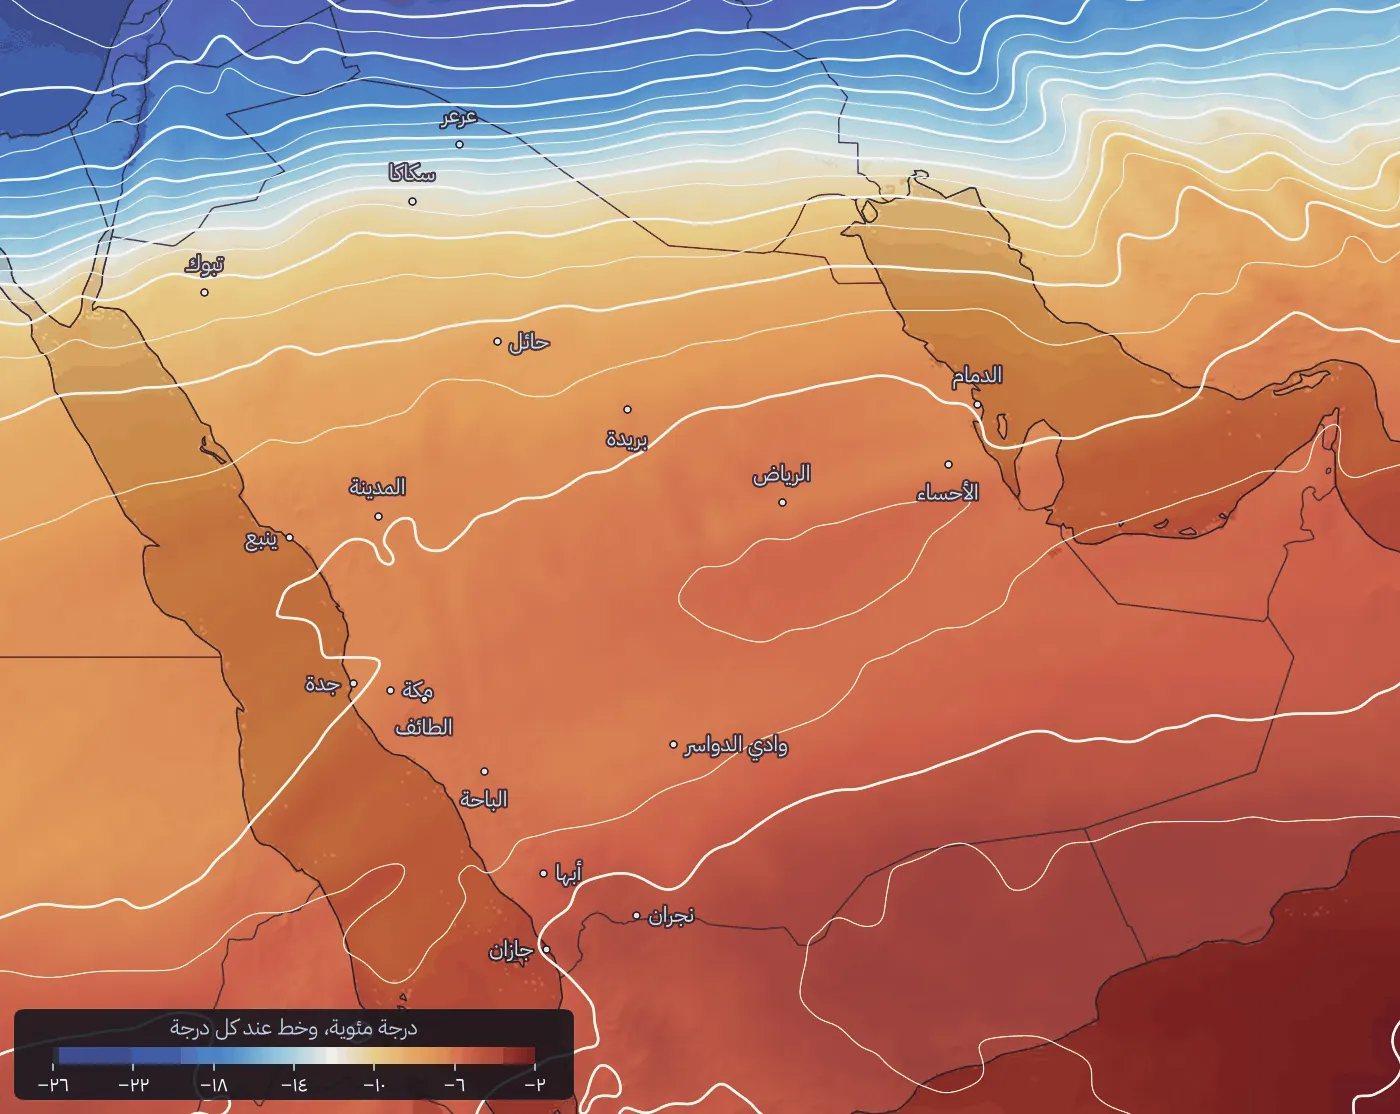 عرعر
سكاكا
تبوك
حائل
الدمام
بريدة
الرياض
المدينة
الأحساء
ينبع
جدة
مكة
الطائف
وادي الدواسر
الباحة
أبها
نجران
جازان
درجة مئوية، وخط عند كل درجة
−٢٦ −٢٢ −١٨ −١٤ −١٠ −٦ −٢